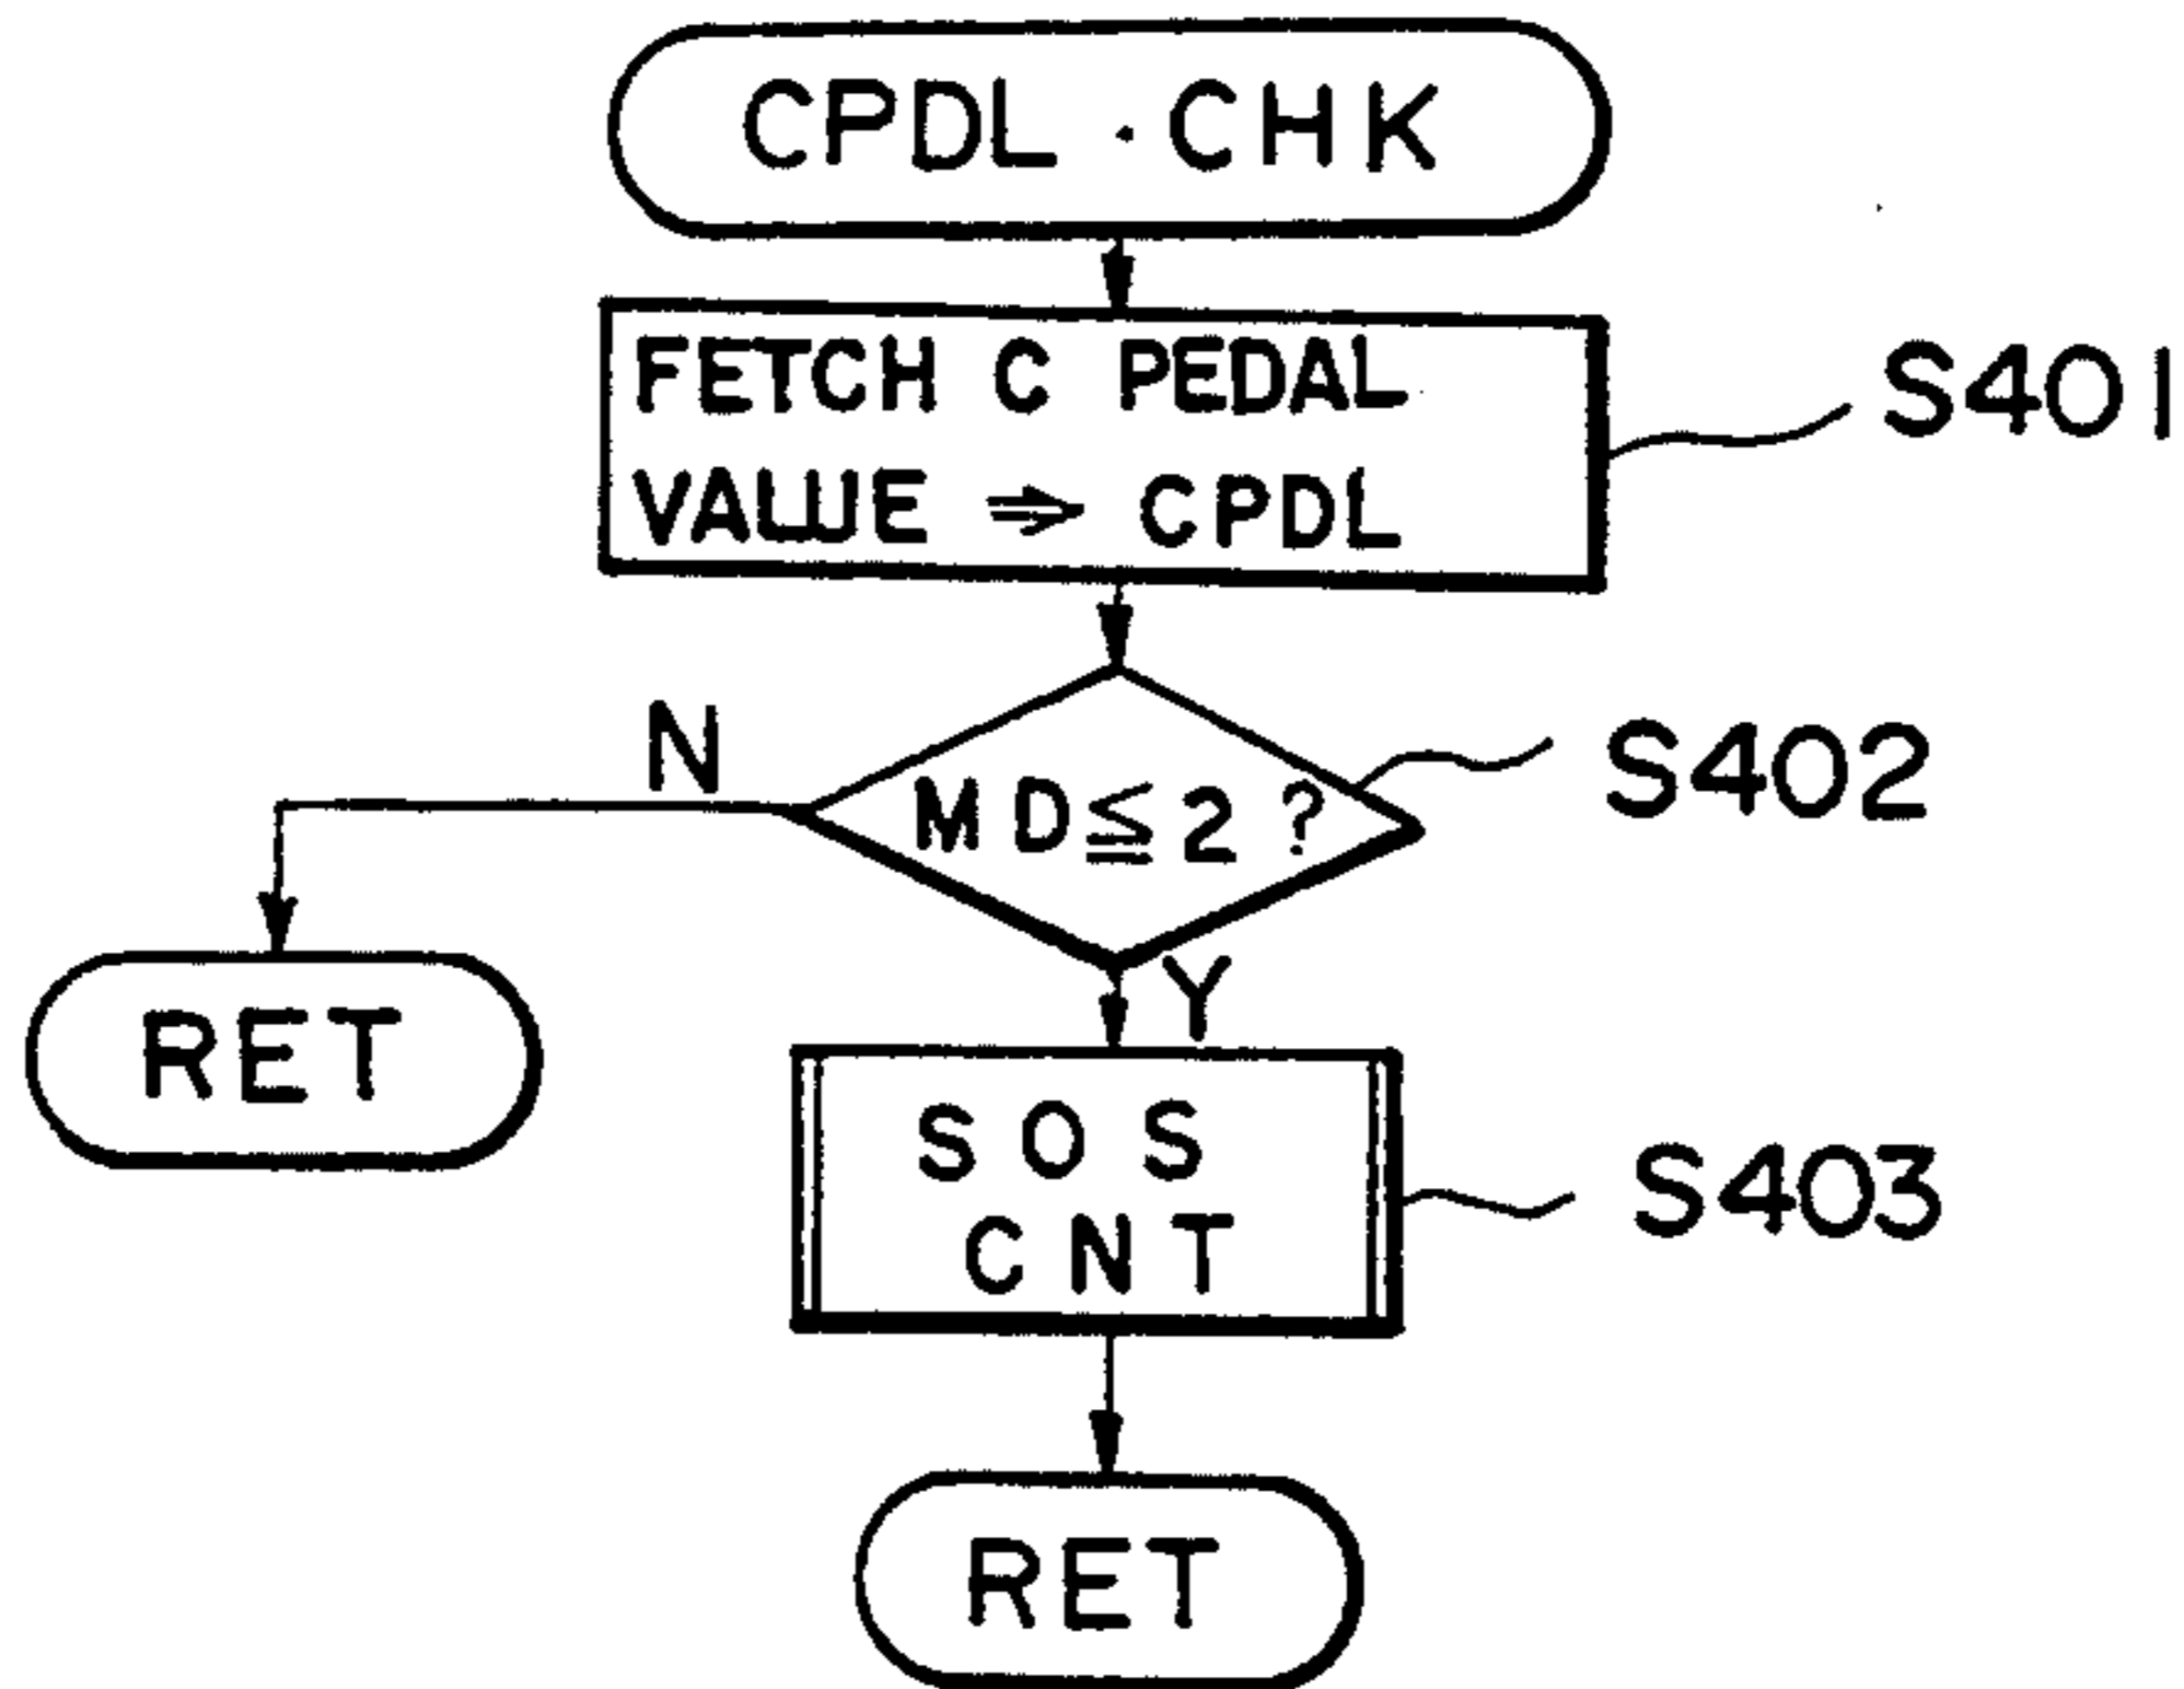 CPDL・CHK
FETCH C PEDAL
VALUE ⇒ CPDL
S401
N
MD≦2?
S402
Y
RET
SOS
CNT
S403
RET